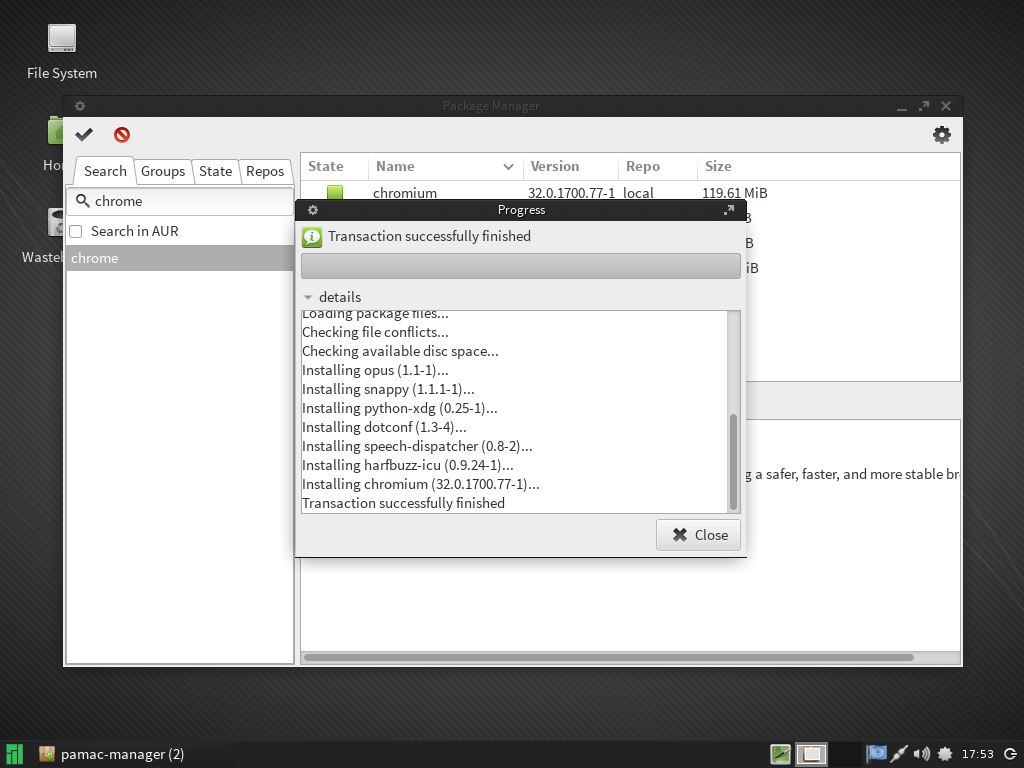 File System
Package Manager
Ho
Search Groups State Repos
State Name Version Repo Size
chrome
chromium 32.0.1700.77-1 local 119.61 MiB
Progress
B
Search in AUR
Transaction successfully finished
B
Waste
chrome
iB
details
Loading package files...
Checking file conflicts...
Checking available disc space...
Installing opus (1.1-1)...
Installing snappy (1.1.1-1)...
Installing python-xdg (0.25-1)...
Installing dotconf (1.3-4)...
Installing speech-dispatcher (0.8-2)...
Installing harfbuzz-icu (0.9.24-1)...
g a safer, faster, and more stable br
Installing chromium (32.0.1700.77-1)...
Transaction successfully finished
Close
pamac-manager (2)
17:53